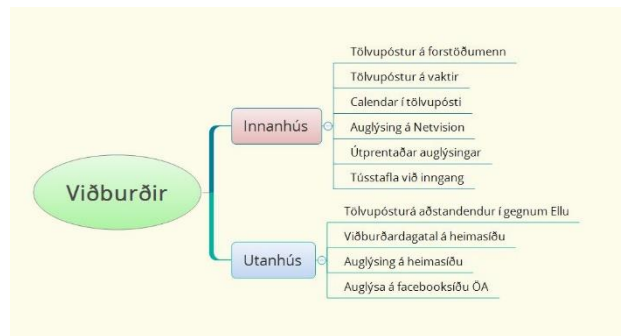 Viðburðir
Innanhús
Tölvupóstur á forstöðumenn
Tölvupóstur á vaktir
Calendar í tölvupósti
Auglýsing á Netvision
Útprentaðar auglýsingar
Tússtafla við inngang
Utanhús
Tölvupósturá aðstandendur í gegnum Ellu
Viðburðardagatal á heimasíðu
Auglýsing á heimasíðu
Auglýsa á facebooksíðu ÖA